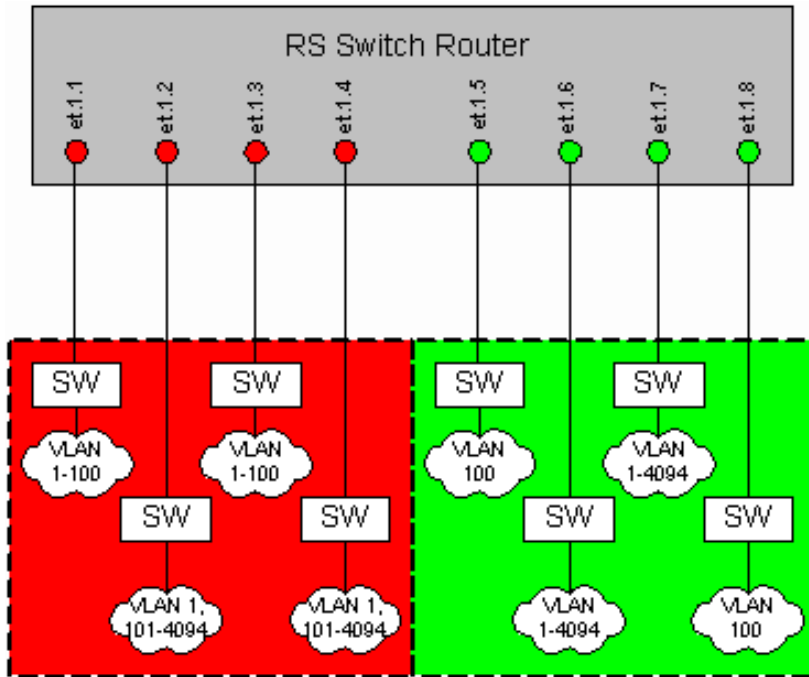 RS Switch Router
et.1.1
et.1.2
et.1.3
et.1.4
et.1.5
et.1.6
et.1.7
et.1.8
SW
SW
SW
SW
VLAN
1-100
VLAN
1-100
VLAN
100
VLAN
1-4094
SW
SW
SW
SW
VLAN 1,
101-4094
VLAN 1,
101-4094
VLAN
1-4094
VLAN
100